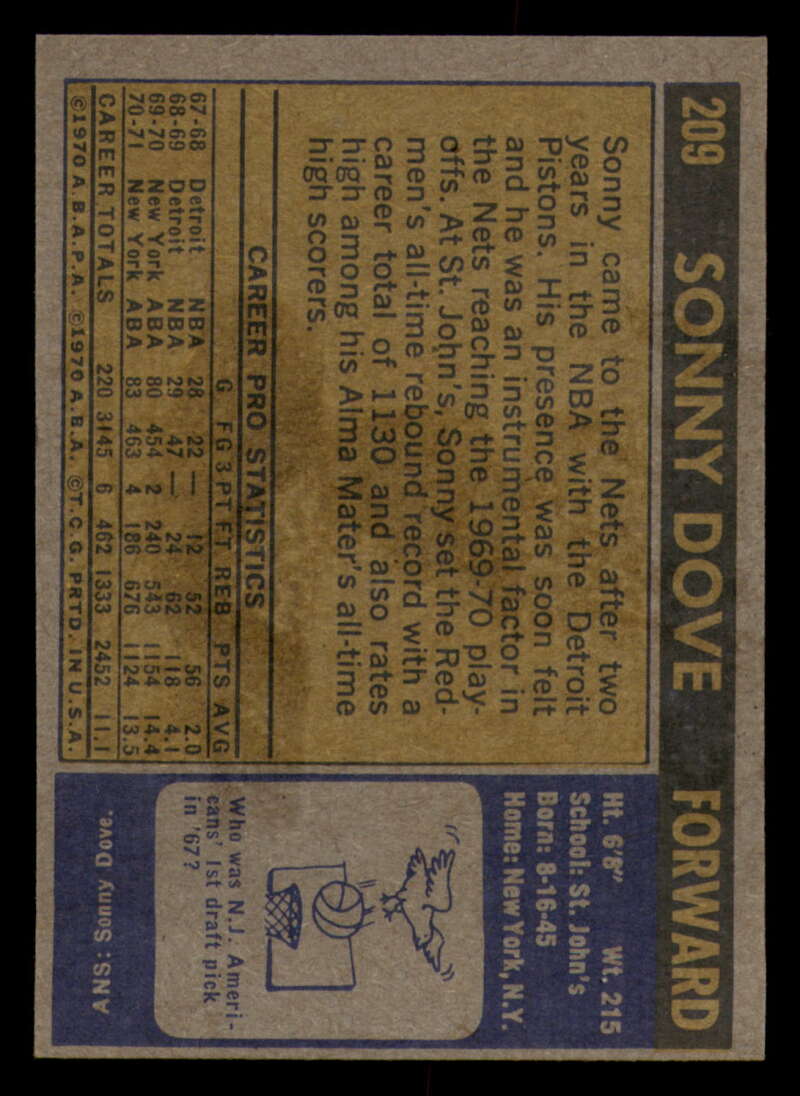 209 SONNY DOVE FORWARD
Sonny came to the Nets after two
years in the NBA with the Detroit
Pistons. His presence was soon felt
and he was an instrumental factor in
the Nets reaching the 1969-70 play-
offs. At St. John's, Sonny set the Red-
men's all-time rebound record with a
career total of 1130 and also rates
high among his Alma Mater's all-time
high scorers.
CAREER PRO STATISTICS
G FG 3PT FT REB PTS AVG
67-68 Detroit NBA 28 22 — 12 52 56 2.0
68-69 Detroit NBA 29 47 — 24 62 118 4.1
69-70 New York ABA 80 454 2 240 543 1154 14.4
70-71 New York ABA 83 463 4 186 676 1124 13.5
CAREER TOTALS 220 3145 6 462 1333 2452 11.1
©1970 A.B.A.P.A. ©1970 A.B.A. ©T.C.G. PRTD. IN U.S.A.
Ht. 6'8" Wt. 215
School: St. John's
Born: 8-16-45
Home: New York, N.Y.
Who was N.J. Ameri-
cans' 1st draft pick
in '67?
ANS: Sonny Dove.